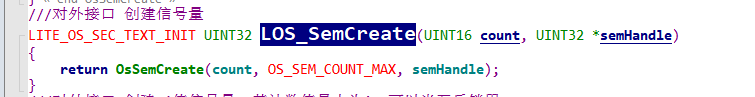 ///对外接口 创建信号量
LITE_OS_SEC_TEXT_INIT UINT32 LOS_SemCreate(UINT16 count, UINT32 *semHandle)
{
return OsSemCreate(count, OS_SEM_COUNT_MAX, semHandle);
}